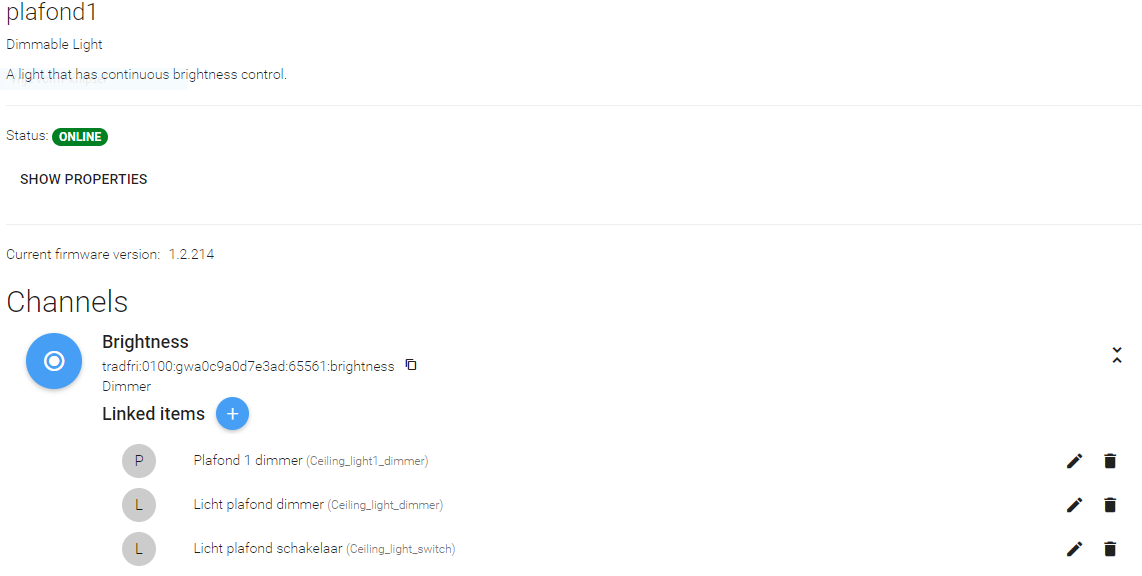 plafond1
Dimmable Light
A light that has continuous brightness control.
Status: ONLINE
SHOW PROPERTIES
Current firmware version: 1.2.214
Channels
Brightness
tradfri:0100:gwa0c9a0d7e3ad:65561:brightness
Dimmer
Linked items +
P Plafond 1 dimmer (Ceiling_light1_dimmer)
L Licht plafond dimmer (Ceiling_light_dimmer)
L Licht plafond schakelaar (Ceiling_light_switch)